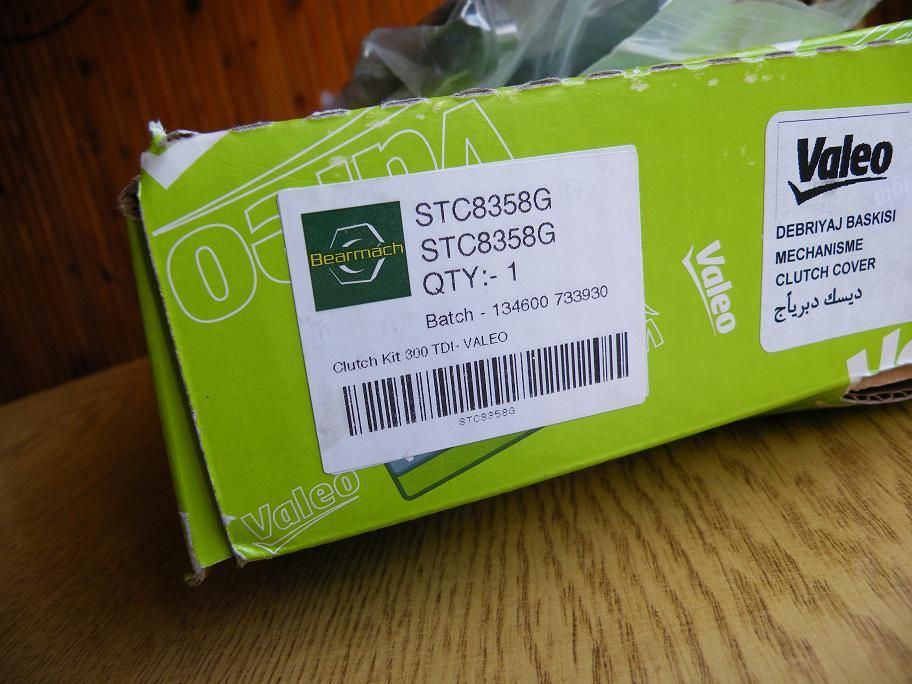 Valeo
Bearmach
STC8358G
STC8358G
QTY:- 1
Batch - 134600 733930
Clutch Kit 300 TDI- VALEO
STC8358G
Valeo
Valeo
Valeo
DEBRIYAJ BASKISI
MECHANISME
CLUTCH COVER
ديسك دبرياج